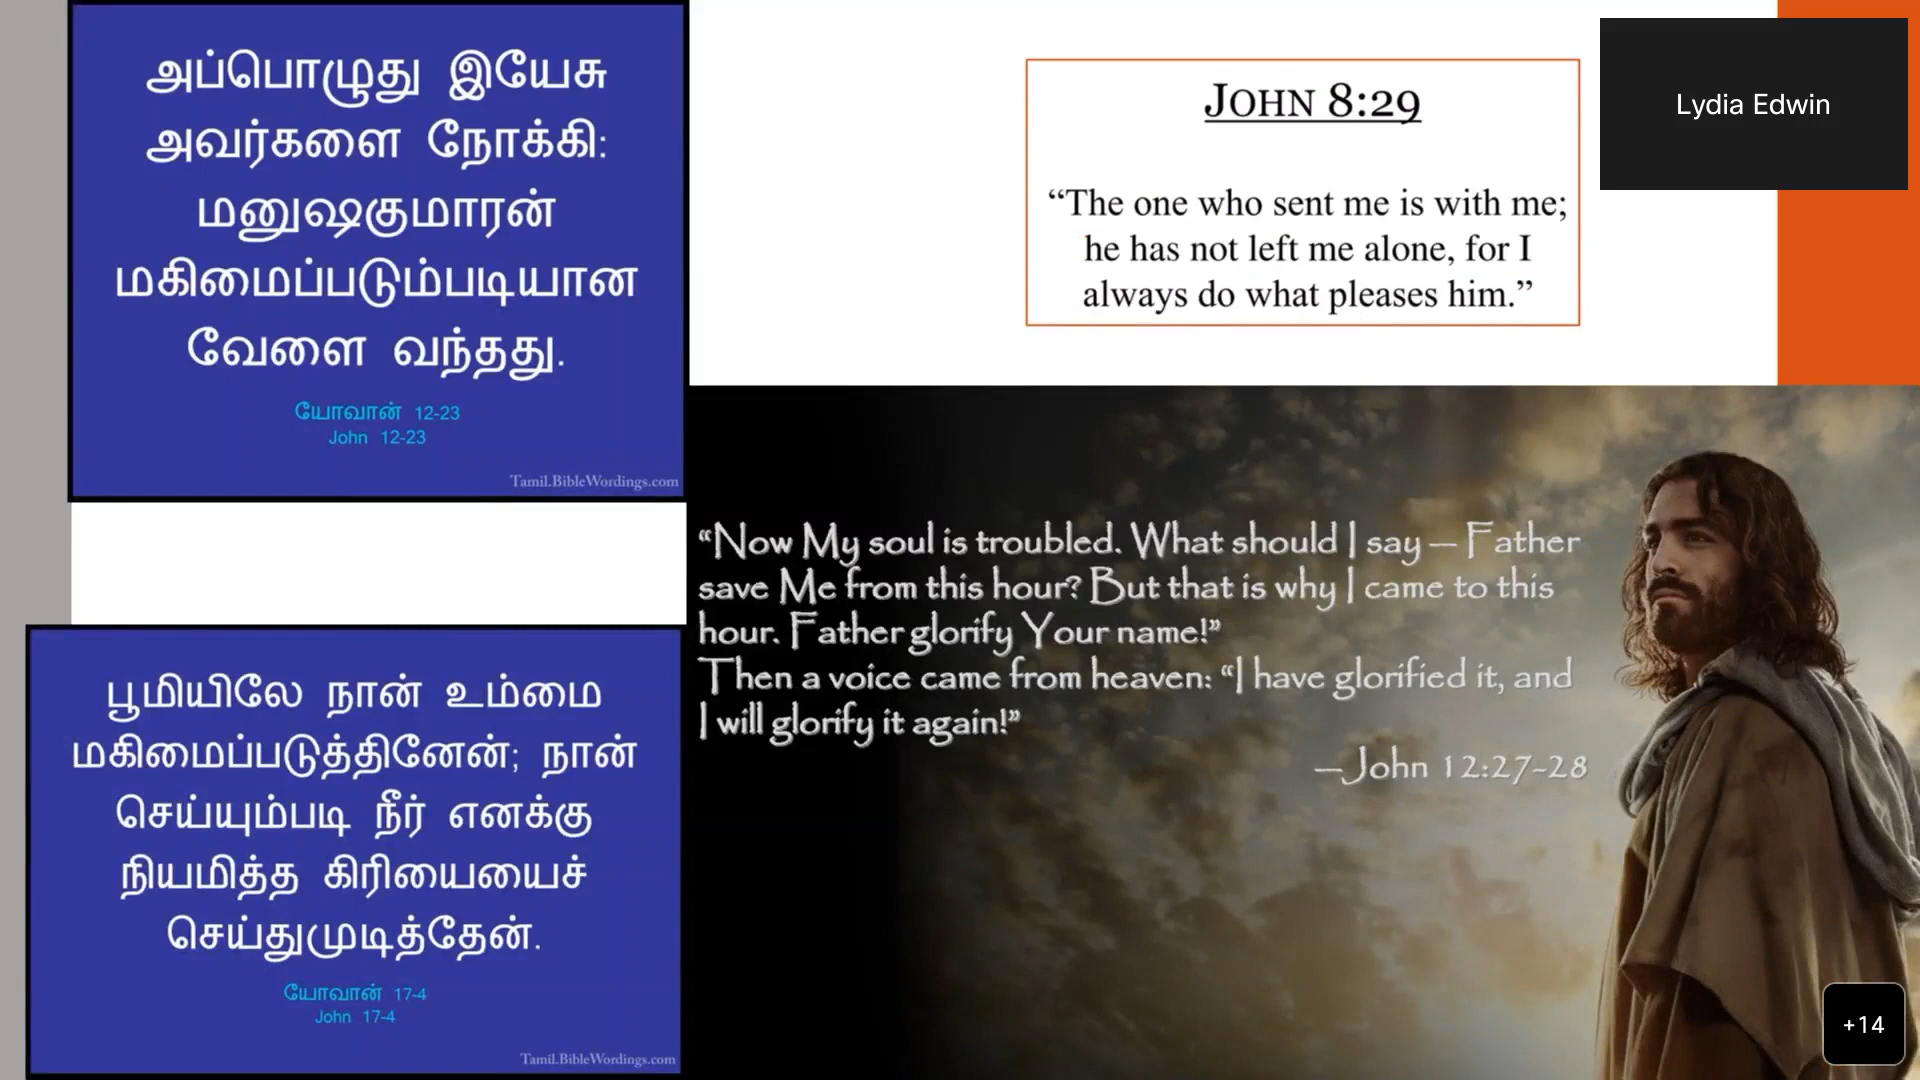 அப்பொழுது இயேசு
அவர்களை நோக்கி:
மனுஷகுமாரன்
மகிமைப்படும்படியான
வேளை வந்தது.
யோவான் 12-23
John 12-23
Tamil.BibleWordings.com
JOHN 8:29
“The one who sent me is with me;
he has not left me alone, for I
always do what pleases him.”
Lydia Edwin
“Now My soul is troubled. What should I say – Father
save Me from this hour? But that is why I came to this
hour. Father glorify Your name!”
Then a voice came from heaven: “I have glorified it, and
I will glorify it again!”
–John 12:27-28
பூமியிலே நான் உம்மை
மகிமைப்படுத்தினேன்; நான்
செய்யும்படி நீர் எனக்கு
நியமித்த கிரியையைச்
செய்துமுடித்தேன்.
யோவான் 17-4
John 17-4
Tamil.BibleWordings.com
+14